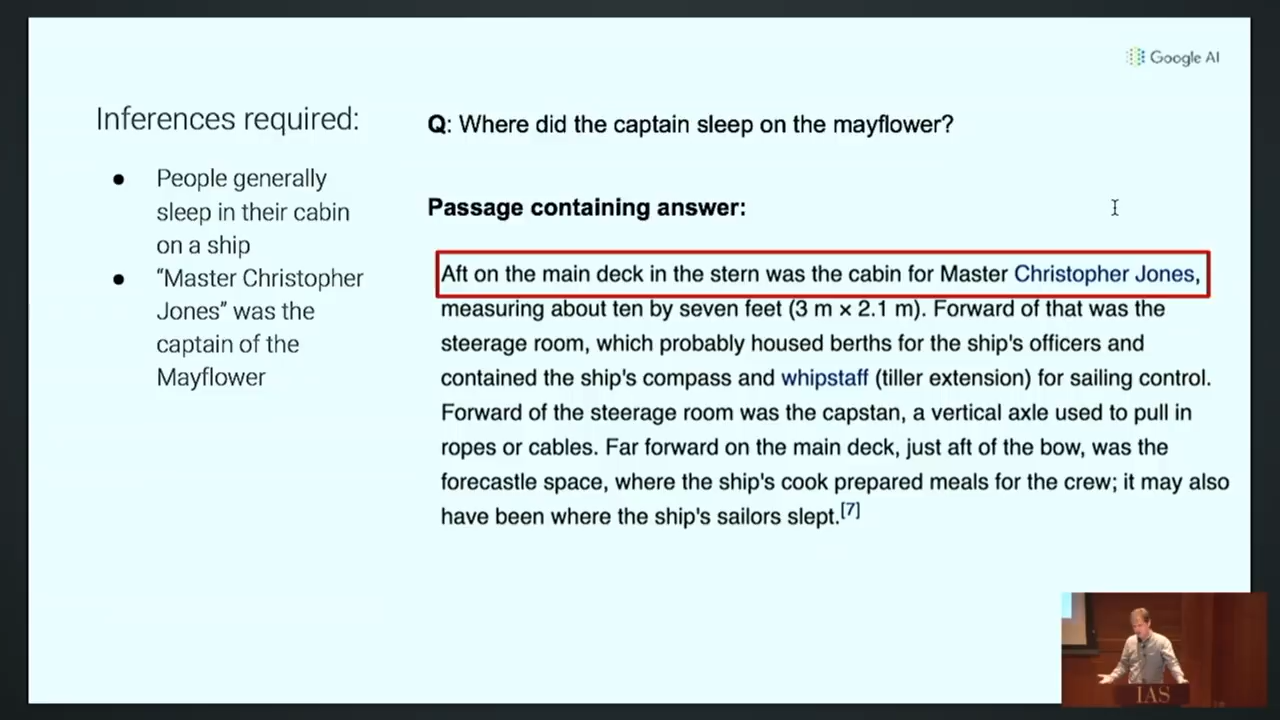 Google AI
Inferences required:
● People generally
sleep in their cabin
on a ship
● “Master Christopher
Jones” was the
captain of the
Mayflower
Q: Where did the captain sleep on the mayflower?
Passage containing answer:
Aft on the main deck in the stern was the cabin for Master Christopher Jones,
measuring about ten by seven feet (3 m × 2.1 m). Forward of that was the
steerage room, which probably housed berths for the ship's officers and
contained the ship's compass and whipstaff (tiller extension) for sailing control.
Forward of the steerage room was the capstan, a vertical axle used to pull in
ropes or cables. Far forward on the main deck, just aft of the bow, was the
forecastle space, where the ship's cook prepared meals for the crew; it may also
have been where the ship's sailors slept.[7]
IAS